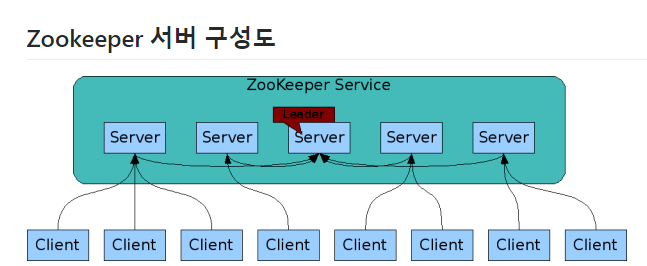 Zookeeper 서버 구성도
ZooKeeper Service
Leader
Server Server Server Server Server
Client Client Client Client Client Client Client Client